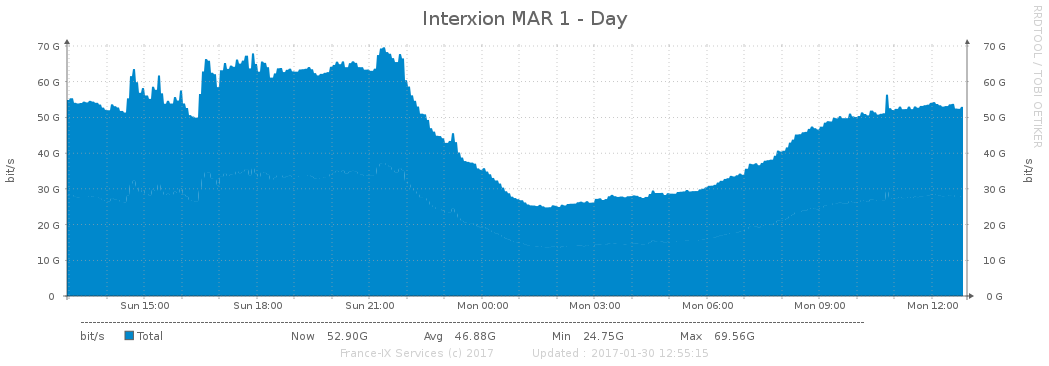 Interxion MAR 1 - Day
RRDTOOL / TOBI OETIKER
70 G 70 G
60 G 60 G
50 G 50 G
40 G 40 G
30 G 30 G
20 G 20 G
10 G 10 G
0 0 G
bit/s bit/s
Sun 15:00 Sun 18:00 Sun 21:00 Mon 00:00 Mon 03:00 Mon 06:00 Mon 09:00 Mon 12:00
bit/s Total Now 52.90G Avg 46.88G Min 24.75G Max 69.56G
France-IX Services (c) 2017 Updated : 2017-01-30 12:55:15